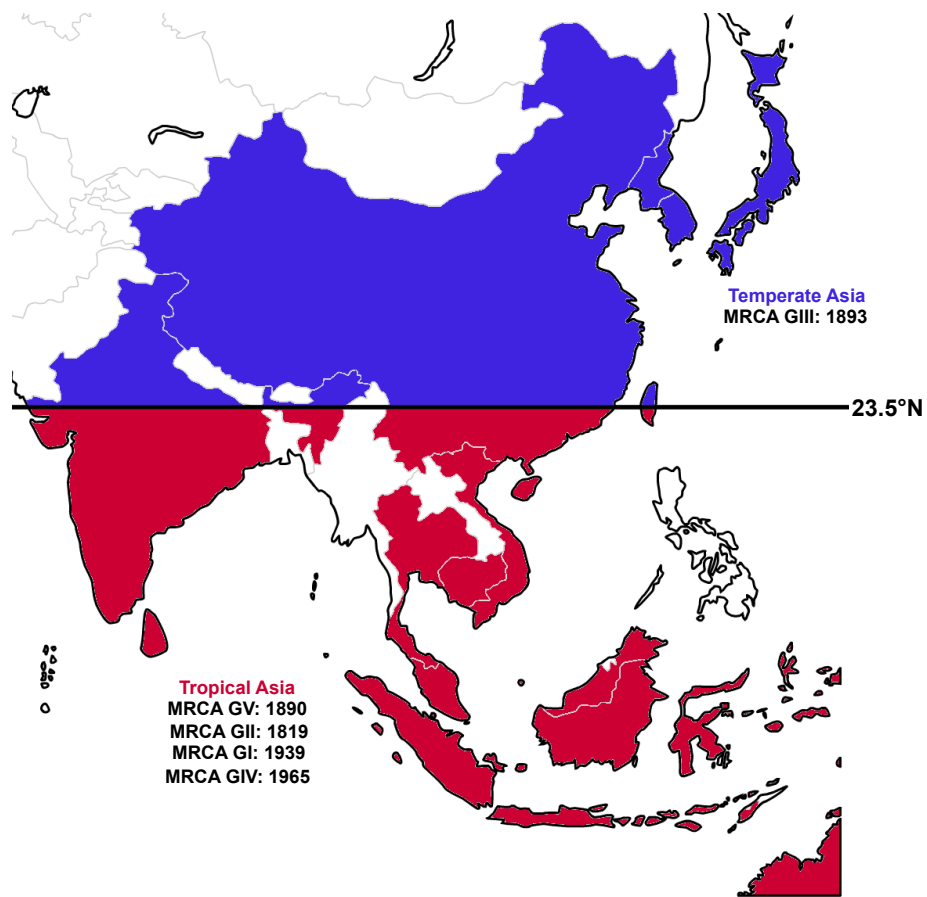 Temperate Asia
MRCA GIII: 1893
23.5°N
Tropical Asia
MRCA GV: 1890
MRCA GII: 1819
MRCA GI: 1939
MRCA GIV: 1965